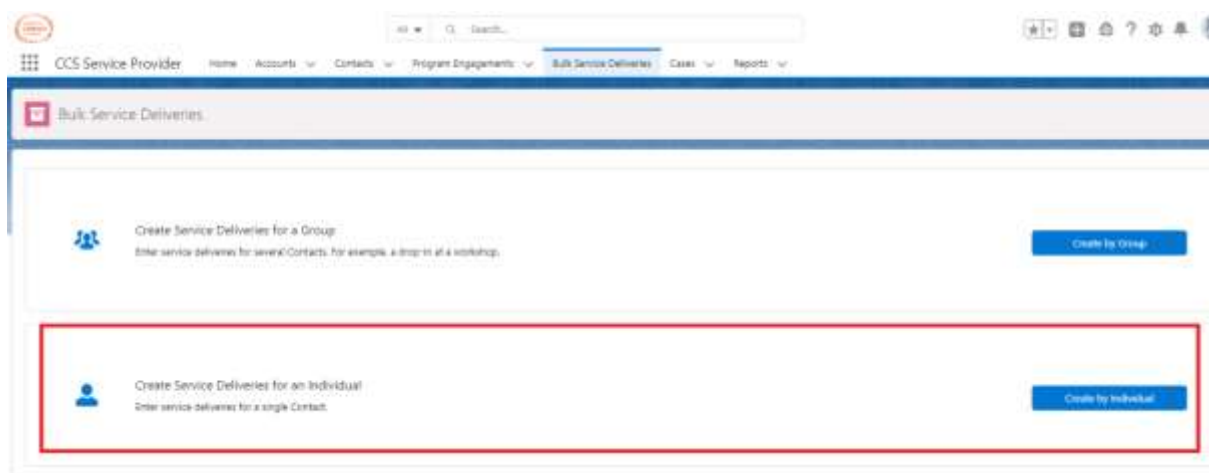 All Search...
CCS Service Provider Home Accounts Contacts Program Engagements Bulk Service Deliveries Cases Reports
Bulk Service Deliveries
Create Service Deliveries for a Group
Enter service deliveries for several Contacts. For example, a drop-in at a workshop.
Create by Group
Create Service Deliveries for an Individual
Enter service deliveries for a single Contact.
Create by Individual